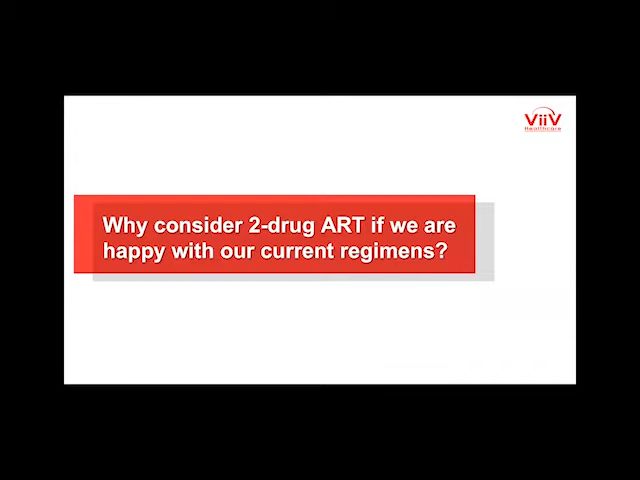 ViiV
Healthcare
Why consider 2-drug ART if we are
happy with our current regimens?